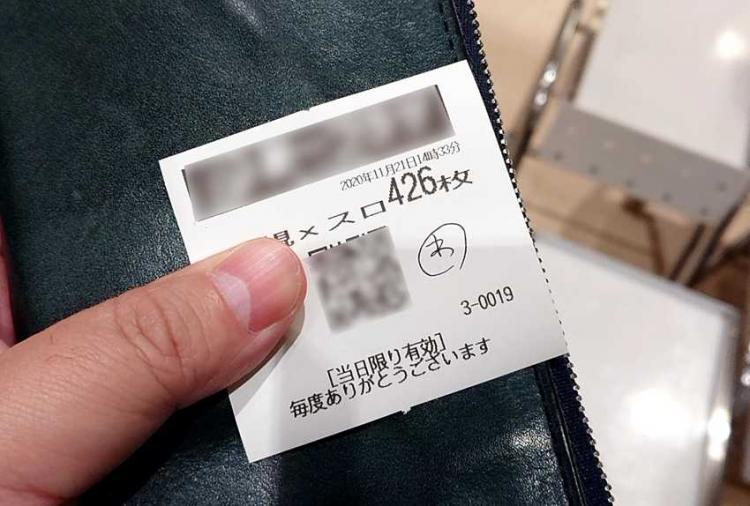 2020年11月21日14時33分
×スロ426枚
わ
3-0019
[当日限り有効]
毎度ありがとうございます